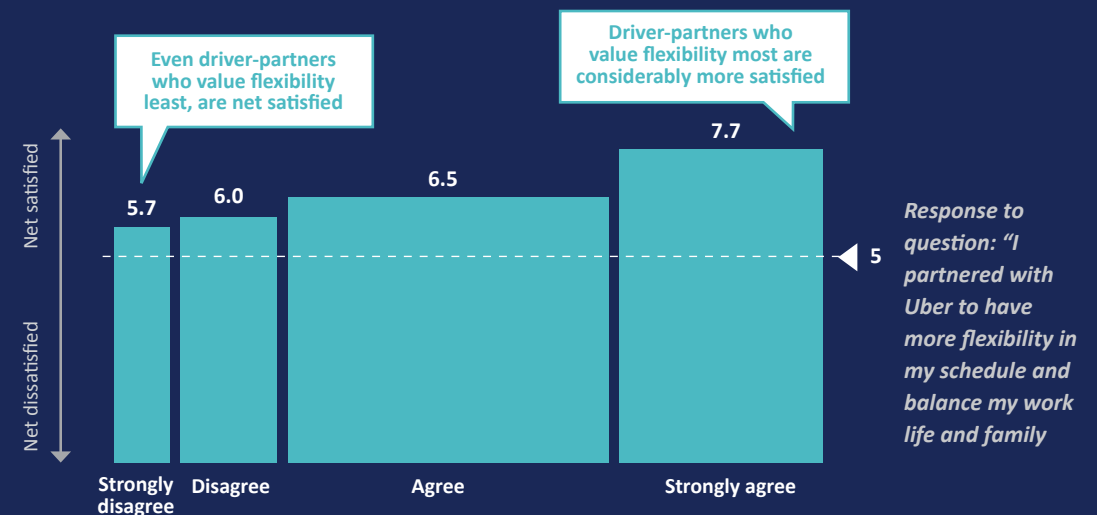 Even driver-partners
who value flexibility
least, are net satisfied
Driver-partners who
value flexibility most are
considerably more satisfied
Net satisfied
Net dissatisfied
5.7
6.0
6.5
7.7
5
Response to
question: “I
partnered with
Uber to have
more flexibility in
my schedule and
balance my work
life and family
Strongly
disagree
Disagree
Agree
Strongly agree